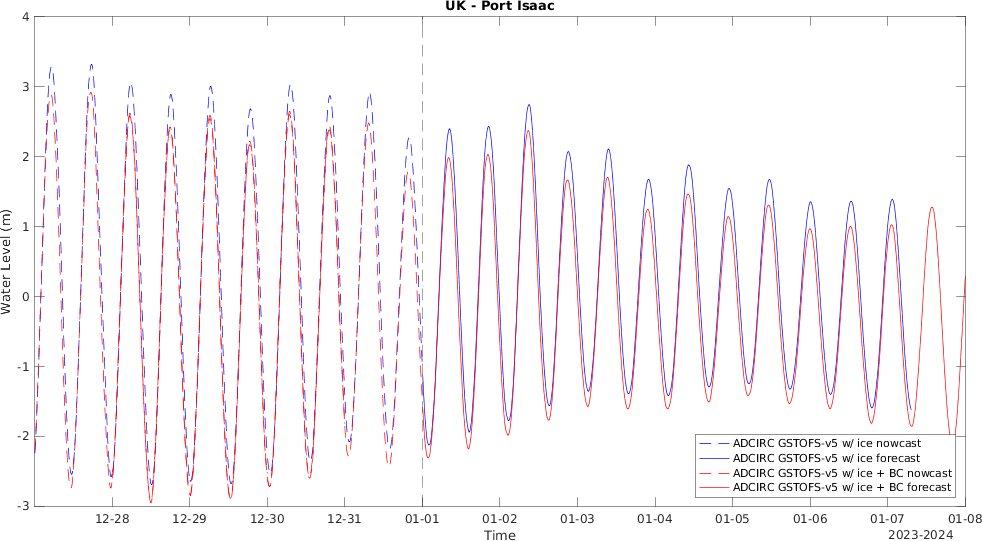 UK - Port Isaac
4
3
2
1
0
-1
-2
-3
Water Level (m)
12-28 12-29 12-30 12-31 01-01 01-02 01-03 01-04 01-05 01-06 01-07 01-08
Time
2023-2024
ADCIRC GSTOFS-v5 w/ ice nowcast
ADCIRC GSTOFS-v5 w/ ice forecast
ADCIRC GSTOFS-v5 w/ ice + BC nowcast
ADCIRC GSTOFS-v5 w/ ice + BC forecast